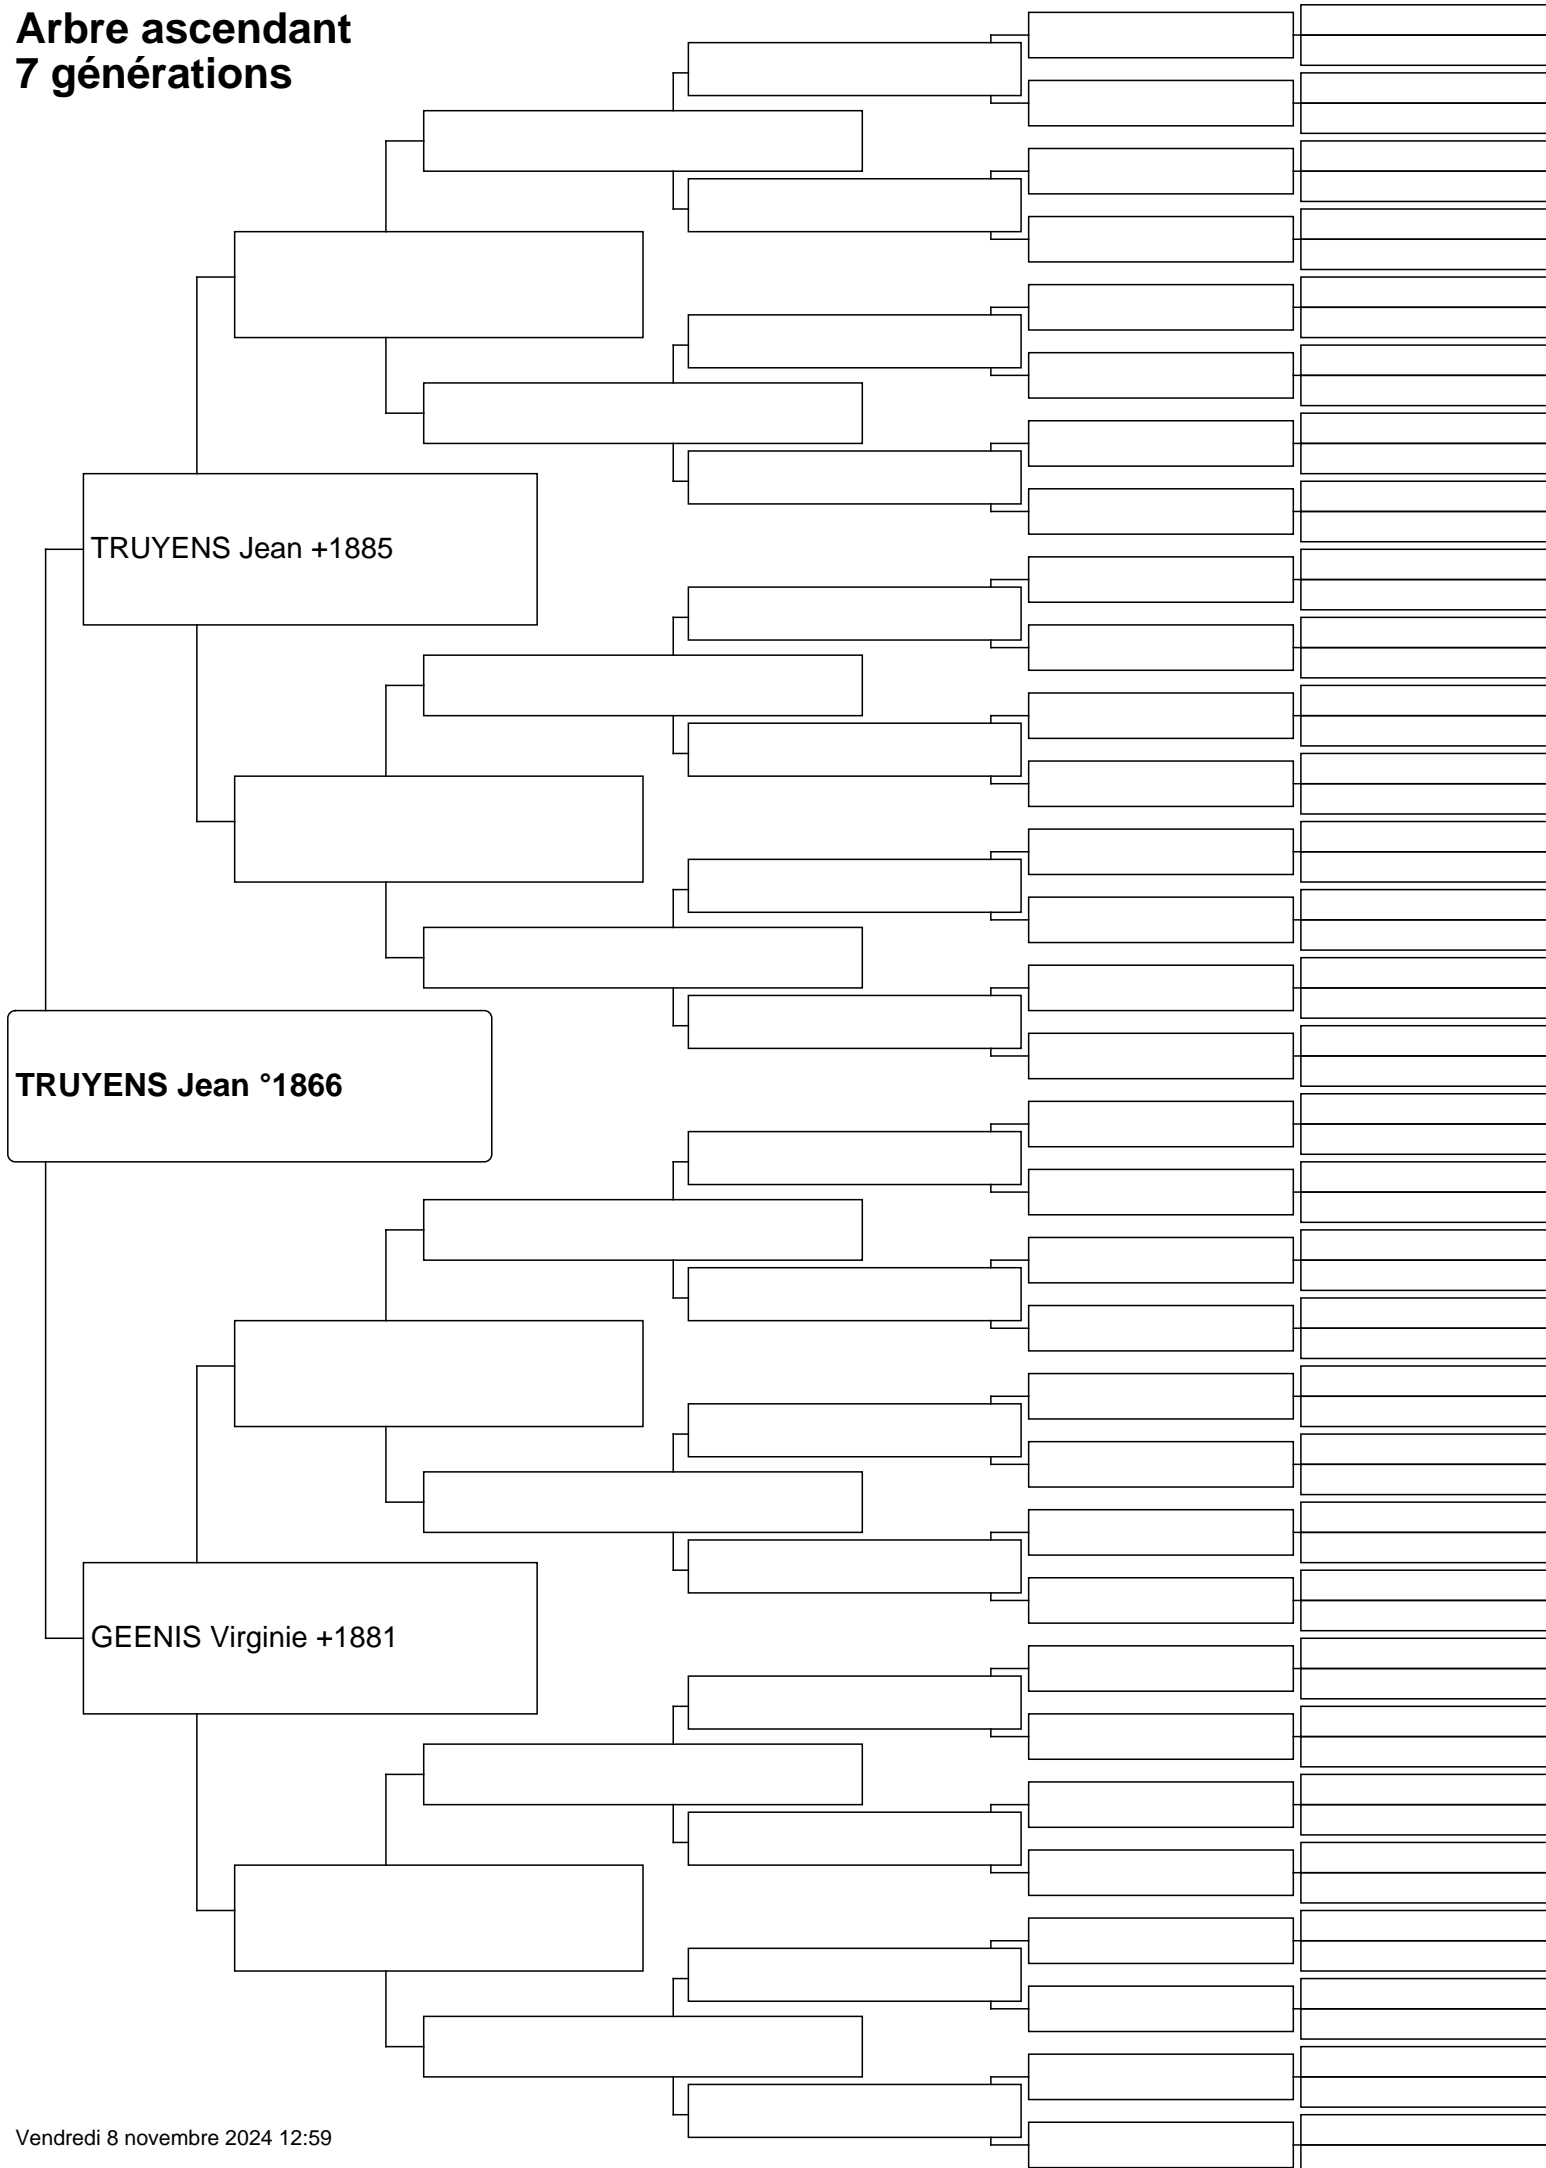 Arbre ascendant
7 générations
TRUYENS Jean +1885
TRUYENS Jean °1866
GEENIS Virginie +1881
Vendredi 8 novembre 2024 12:59